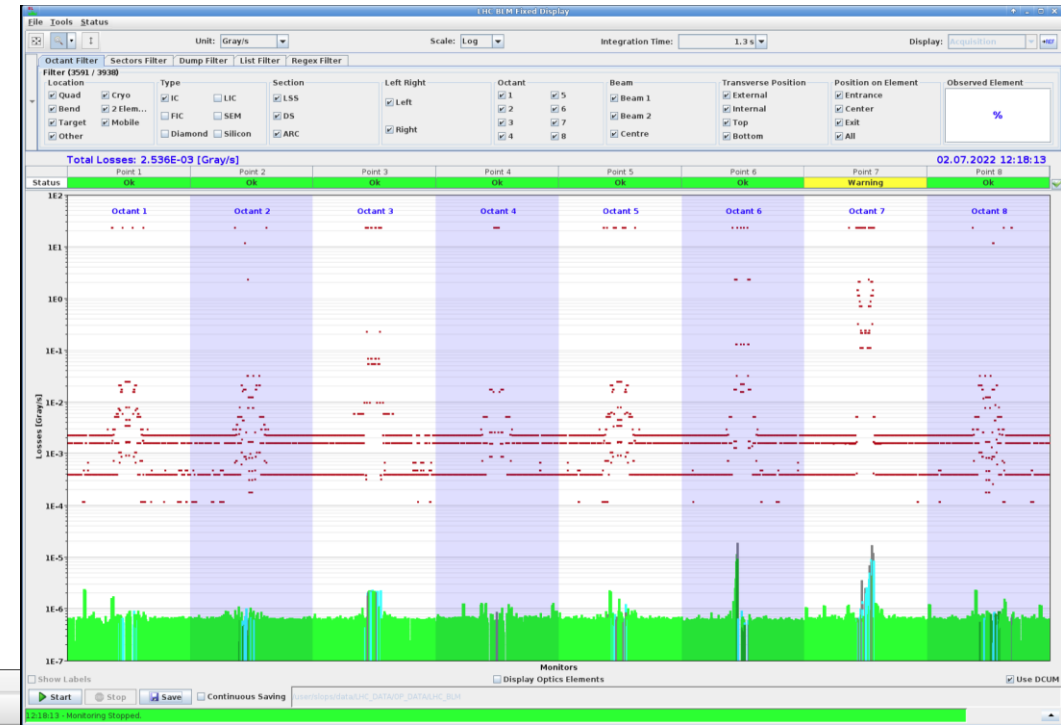 LHC BLM Fixed Display
File Tools Status
Unit: Gray/s Scale: Log Integration Time: 1.3 s Display: Acquisition
Octant Filter Sectors Filter Dump Filter List Filter Regex Filter
Filter (3591 / 3938)
Location Type Section Left Right Octant Beam Transverse Position Position on Element Observed Element
Quad Cryo IC LIC LSS Left 1 5 Beam 1 External Entrance
Bend 2 Elem... FIC SEM DS 2 6 Beam 2 Internal Center %
Target Mobile Diamond Silicon ARC Right 3 7 Centre Top Exit
Other 4 8 Bottom All
Total Losses: 2.536E-03 [Gray/s] 02.07.2022 12:18:13
Point 1 Point 2 Point 3 Point 4 Point 5 Point 6 Point 7 Point 8
Status Ok Ok Ok Ok Ok Ok Warning Ok
1E2
Octant 1 Octant 2 Octant 3 Octant 4 Octant 5 Octant 6 Octant 7 Octant 8
1E1
1E0
1E-1
1E-2
Losses [Gray/s]
1E-3
1E-4
1E-5
1E-6
1E-7
Monitors
Show Labels Display Optics Elements Use DCUM
Start Stop Save Continuous Saving
12:18:13 - Monitoring Stopped.